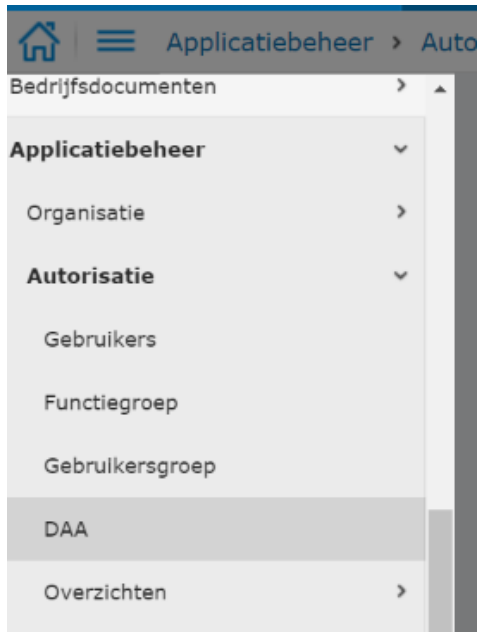 Applicatiebeheer > Auto
Bedrijfsdocumenten
Applicatiebeheer
Organisatie
Autorisatie
Gebruikers
Functiegroep
Gebruikersgroep
DAA
Overzichten